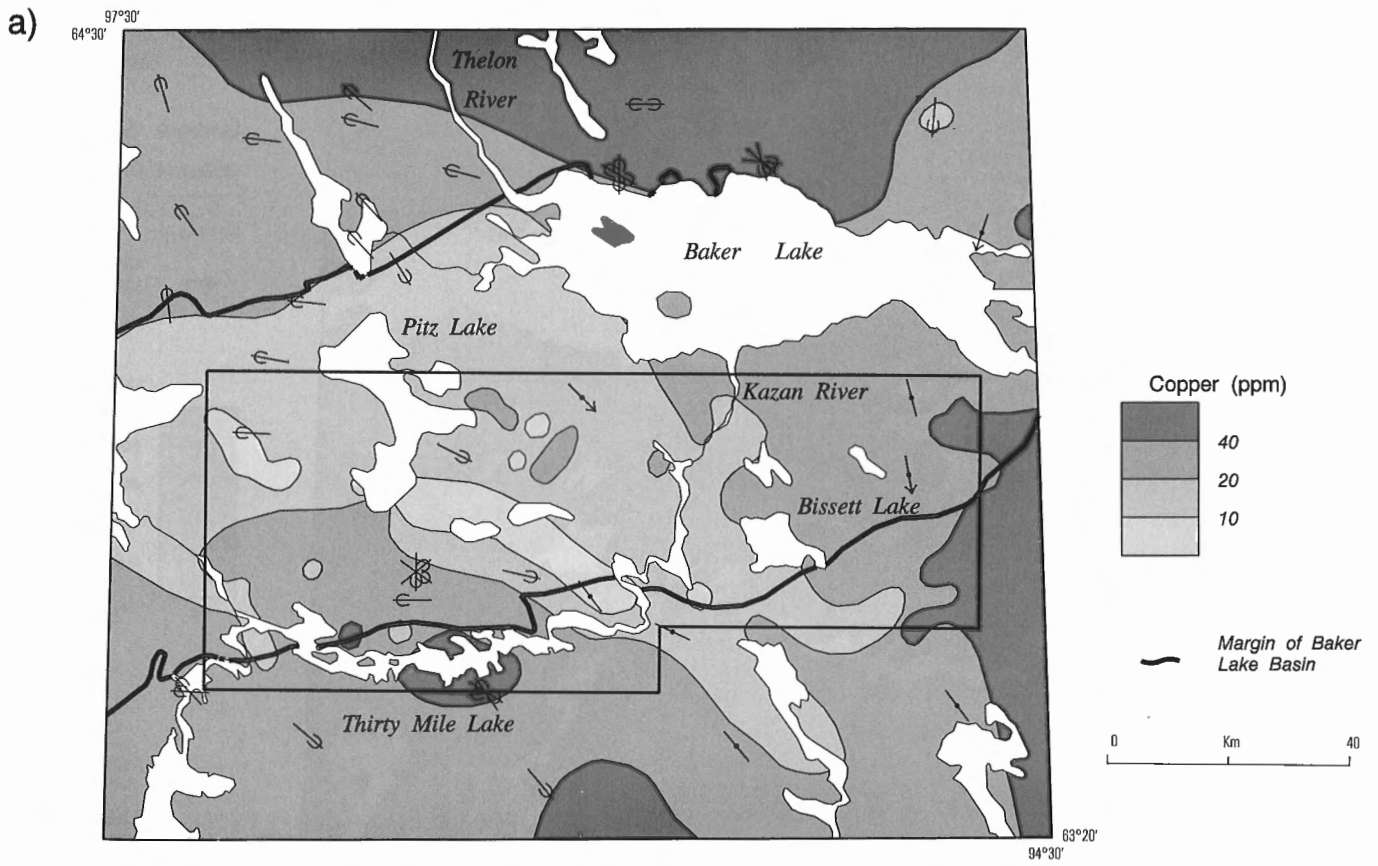 a)
97°30'
64°30'
Thelon
River
Baker Lake
Pitz Lake
Kazan River
Bissett Lake
Thirty Mile Lake
63°20'
94°30'
Copper (ppm)
40
20
10
Margin of Baker
Lake Basin
0 Km 40